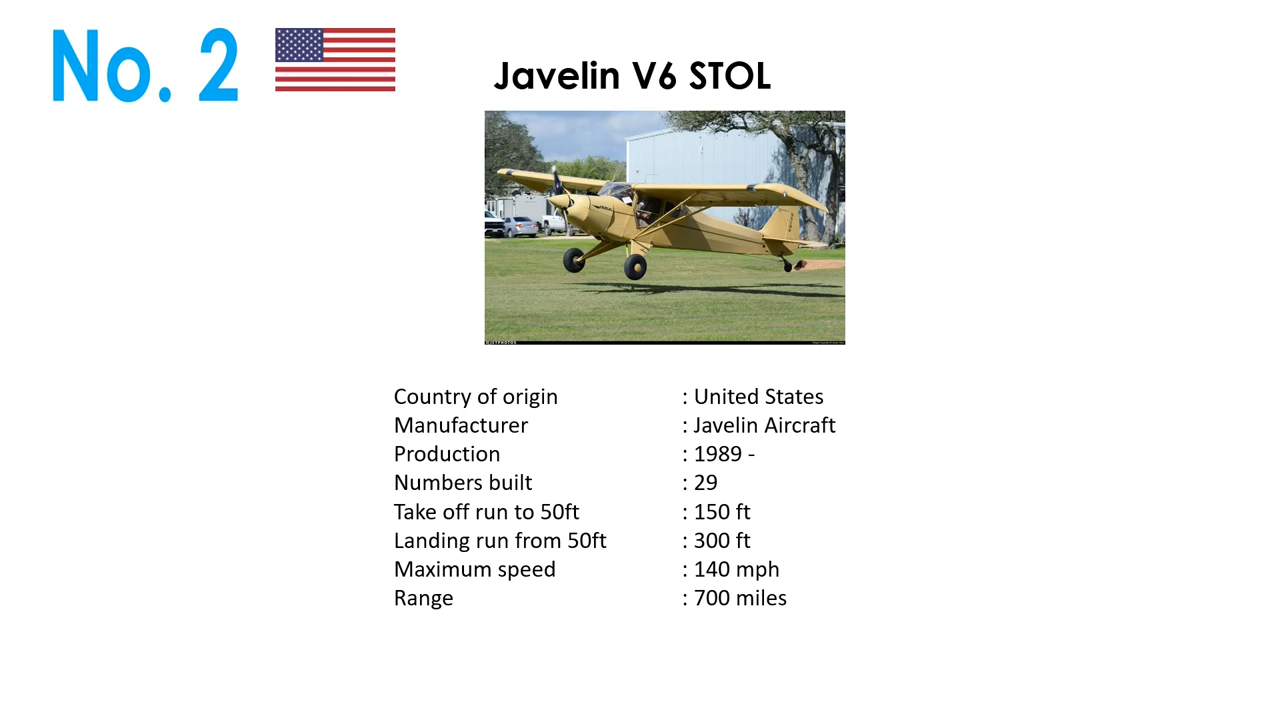 No. 2
Javelin V6 STOL
Country of origin : United States
Manufacturer : Javelin Aircraft
Production : 1989 -
Numbers built : 29
Take off run to 50ft : 150 ft
Landing run from 50ft : 300 ft
Maximum speed : 140 mph
Range : 700 miles